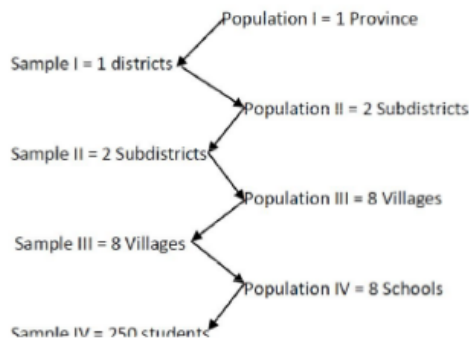 Population I = 1 Province
Sample I = 1 districts
Population II = 2 Subdistricts
Sample II = 2 Subdistricts
Population III = 8 Villages
Sample III = 8 Villages
Population IV = 8 Schools
Sample IV = 250 students